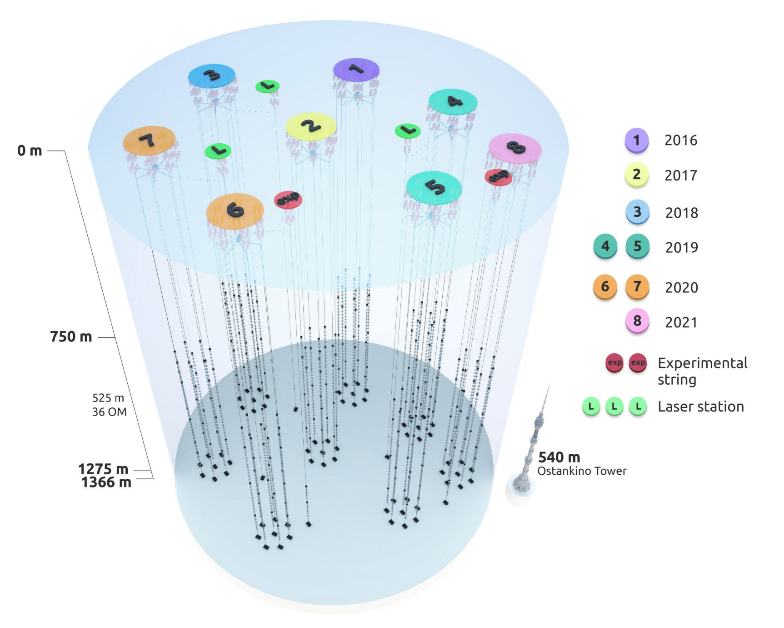 3
L
1
4
7
L
2
L
8
exp
6
exp
5
0 m
750 m
525 m
36 OM
1275 m
1366 m
540 m
Ostankino Tower
1 2016
2 2017
3 2018
4 5 2019
6 7 2020
8 2021
exp exp Experimental
string
L L L Laser station